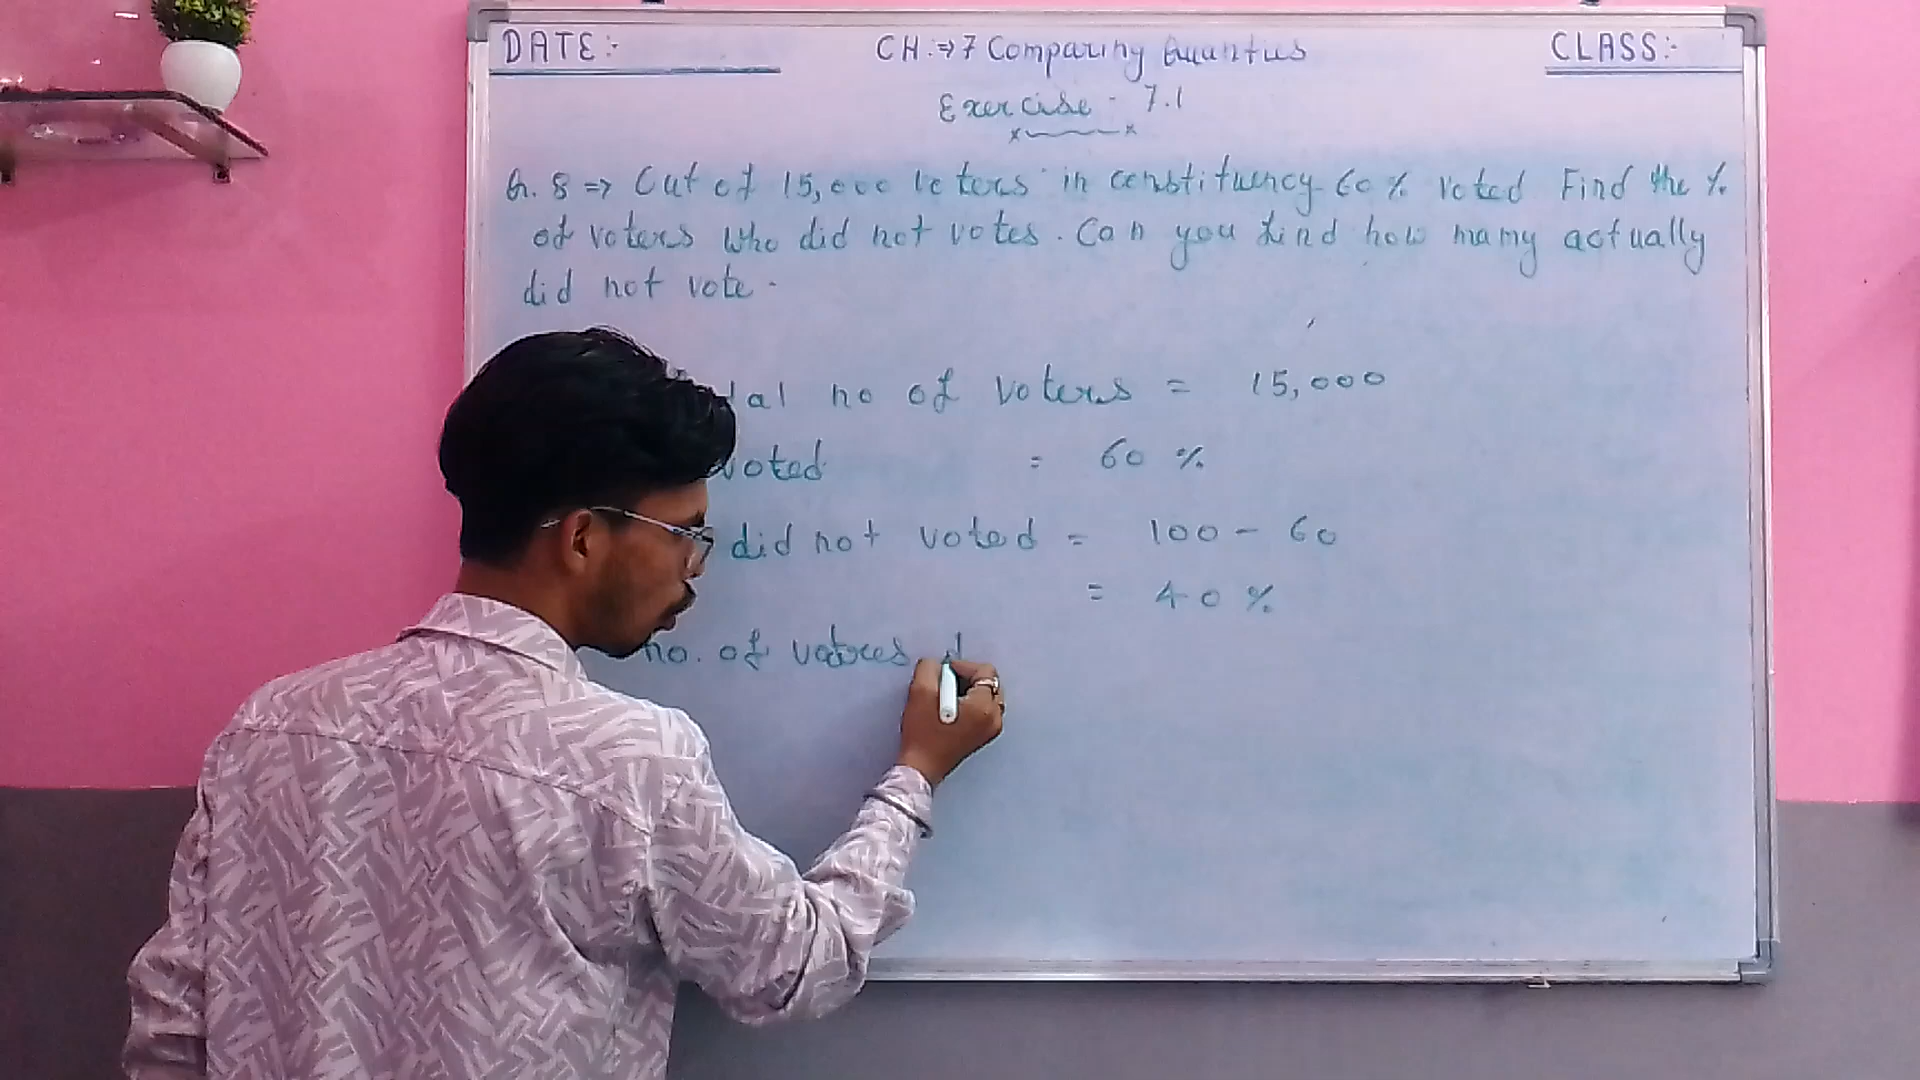 DATE:- CH.⇒7 Comparing Quantities CLASS:-
Exercise - 7.1
Q. 8 ⇒ Out of 15,000 voters in constituency 60 % voted Find the %
of voters who did not votes. Can you find how many actually
did not vote.
tal no of voters = 15,000
voted = 60 %
did not voted = 100 - 60
= 40 %
no. of